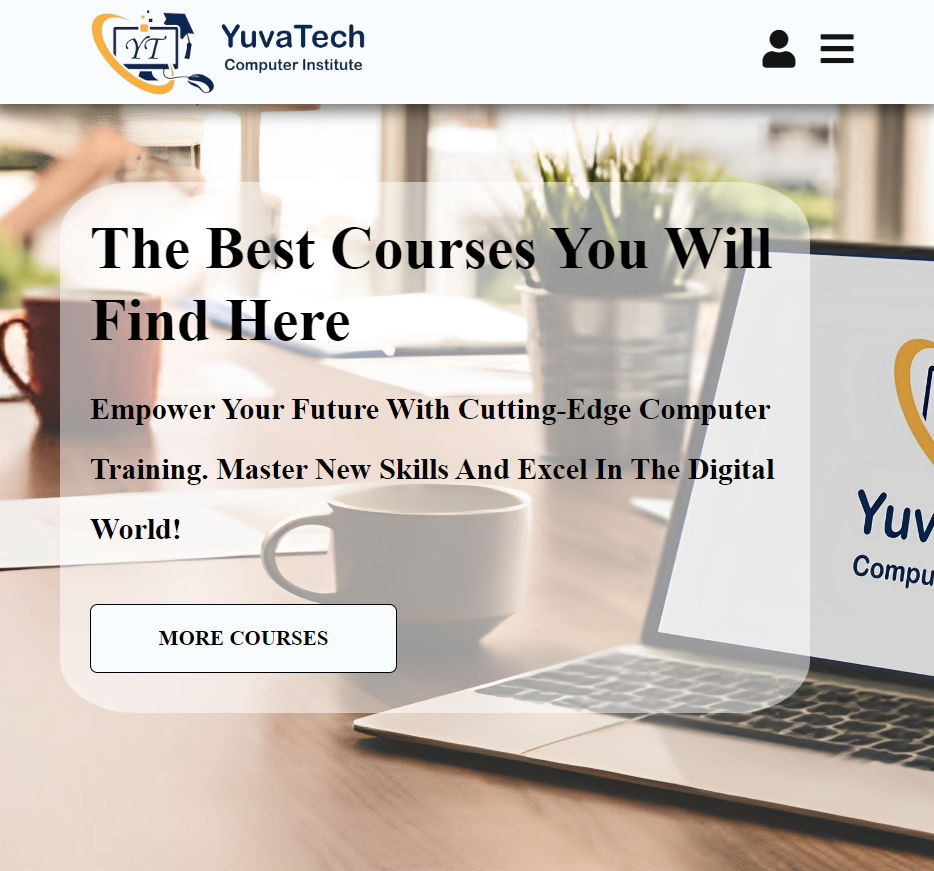 YT
YuvaTech
Computer Institute
The Best Courses You Will
Find Here
Empower Your Future With Cutting-Edge Computer
Training. Master New Skills And Excel In The Digital
World!
MORE COURSES
Yuv
Compu